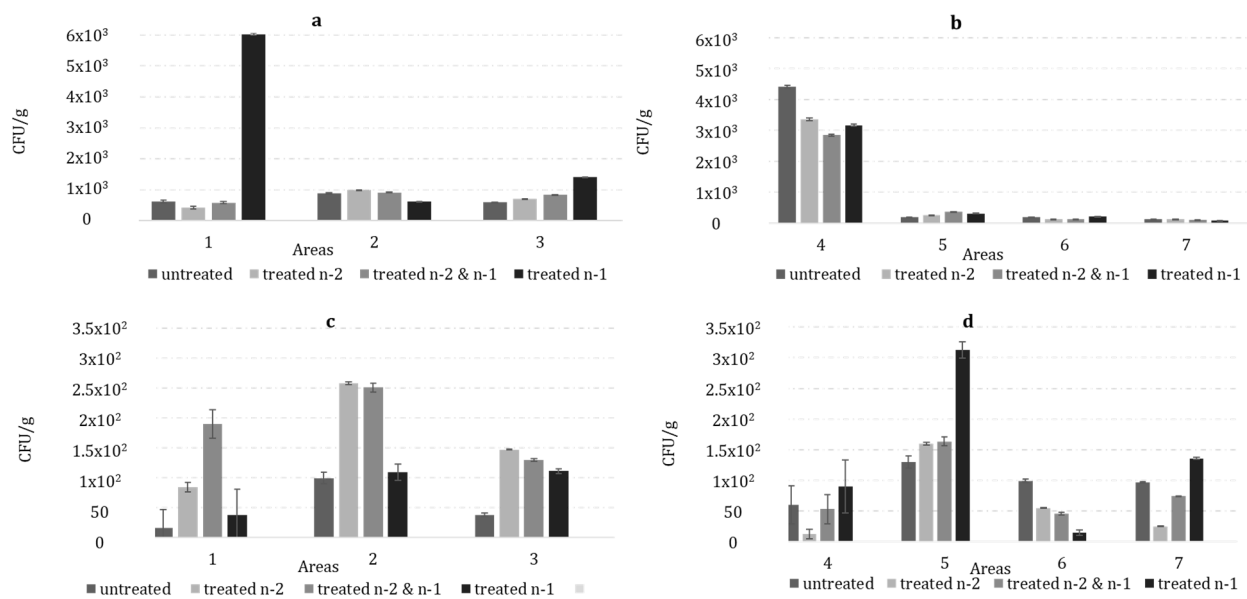 a
CFU/g
6x10³
5x10³
4x10³
3x10³
2x10³
1x10³
0
1 2 3
Areas
untreated treated n-2 treated n-2 & n-1 treated n-1
b
CFU/g
6x10³
5x10³
4x10³
3x10³
2x10³
1x10³
0
4 5 6 7
Areas
untreated treated n-2 treated n-2 & n-1 treated n-1
c
CFU/g
3.5x10²
3x10²
2.5x10²
2x10²
1.5x10²
1x10²
50
0
1 2 3
Areas
untreated treated n-2 treated n-2 & n-1 treated n-1
d
CFU/g
3.5x10²
3x10²
2.5x10²
2x10²
1.5x10²
1x10²
50
0
4 5 6 7
Areas
untreated treated n-2 treated n-2 & n-1 treated n-1